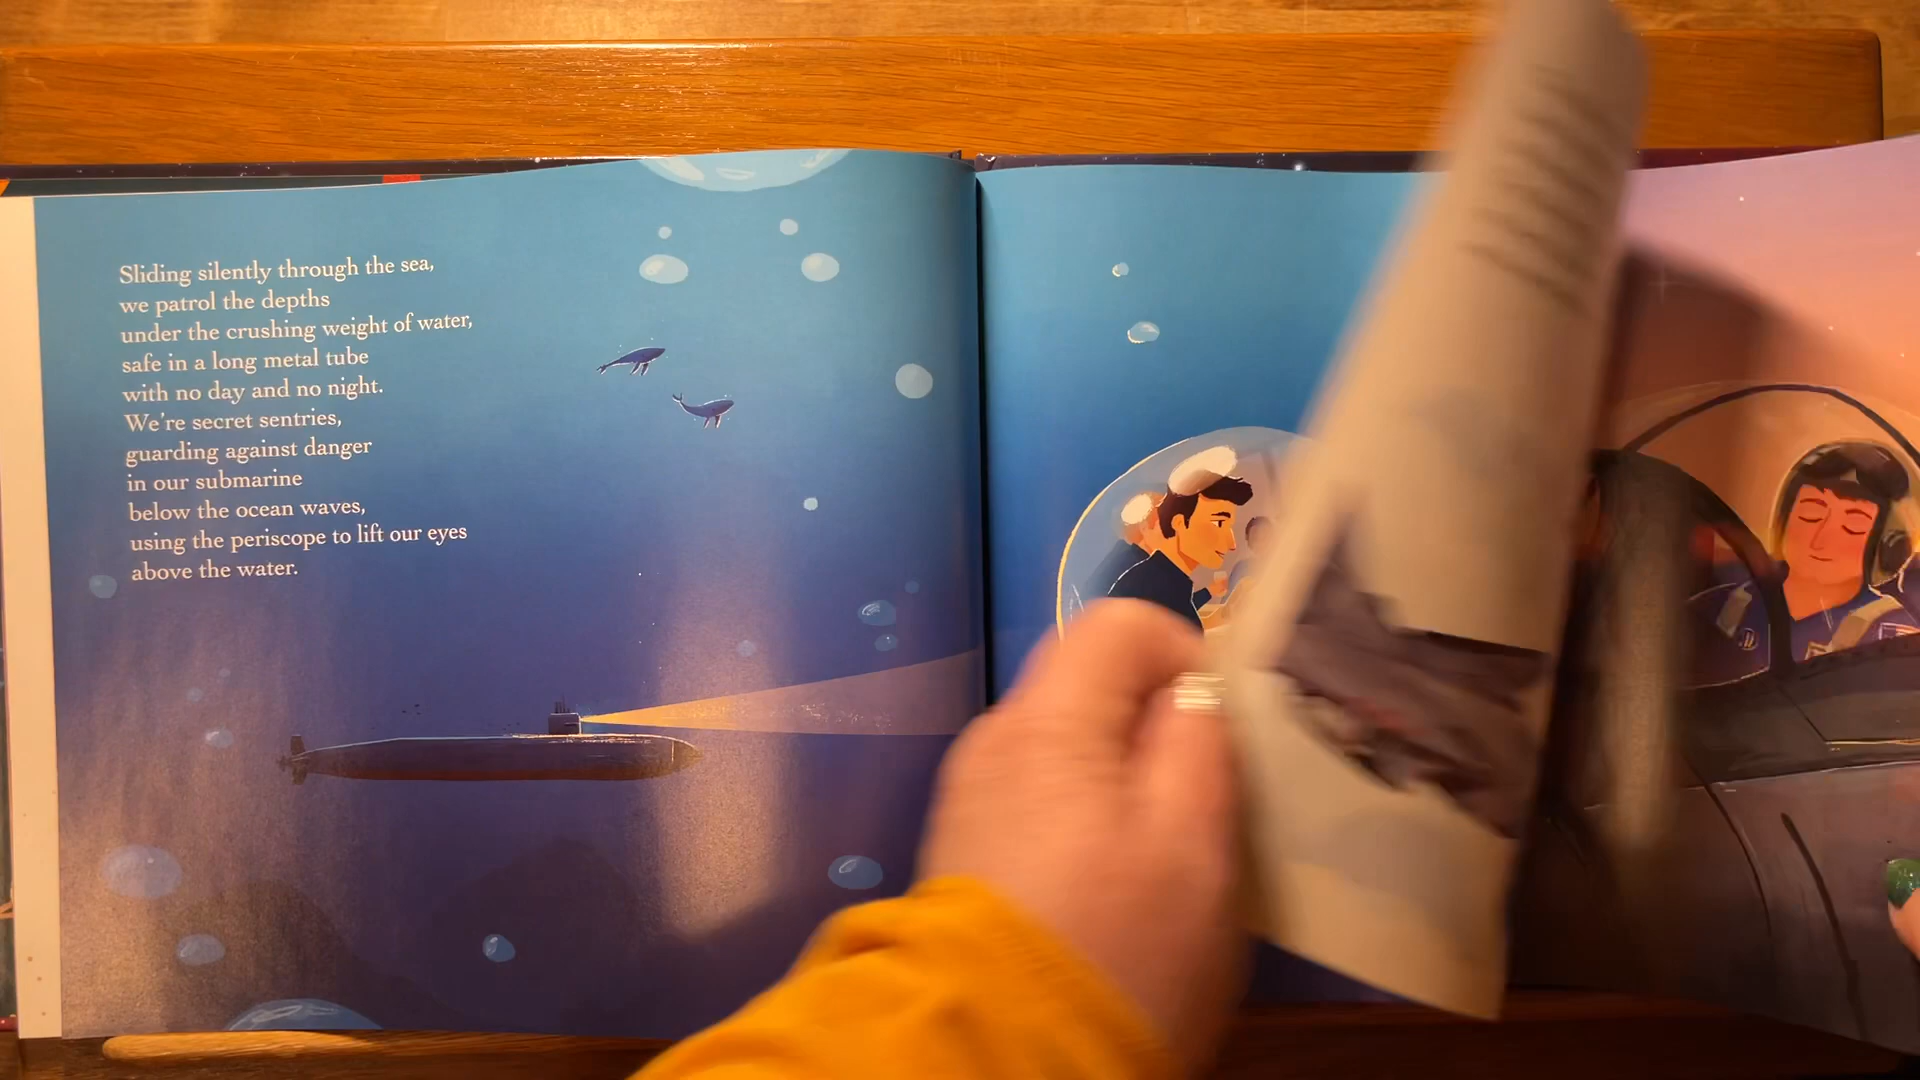 Sliding silently through the sea,
we patrol the depths
under the crushing weight of water,
safe in a long metal tube
with no day and no night.
We're secret sentries,
guarding against danger
in our submarine
below the ocean waves,
using the periscope to lift our eyes
above the water.